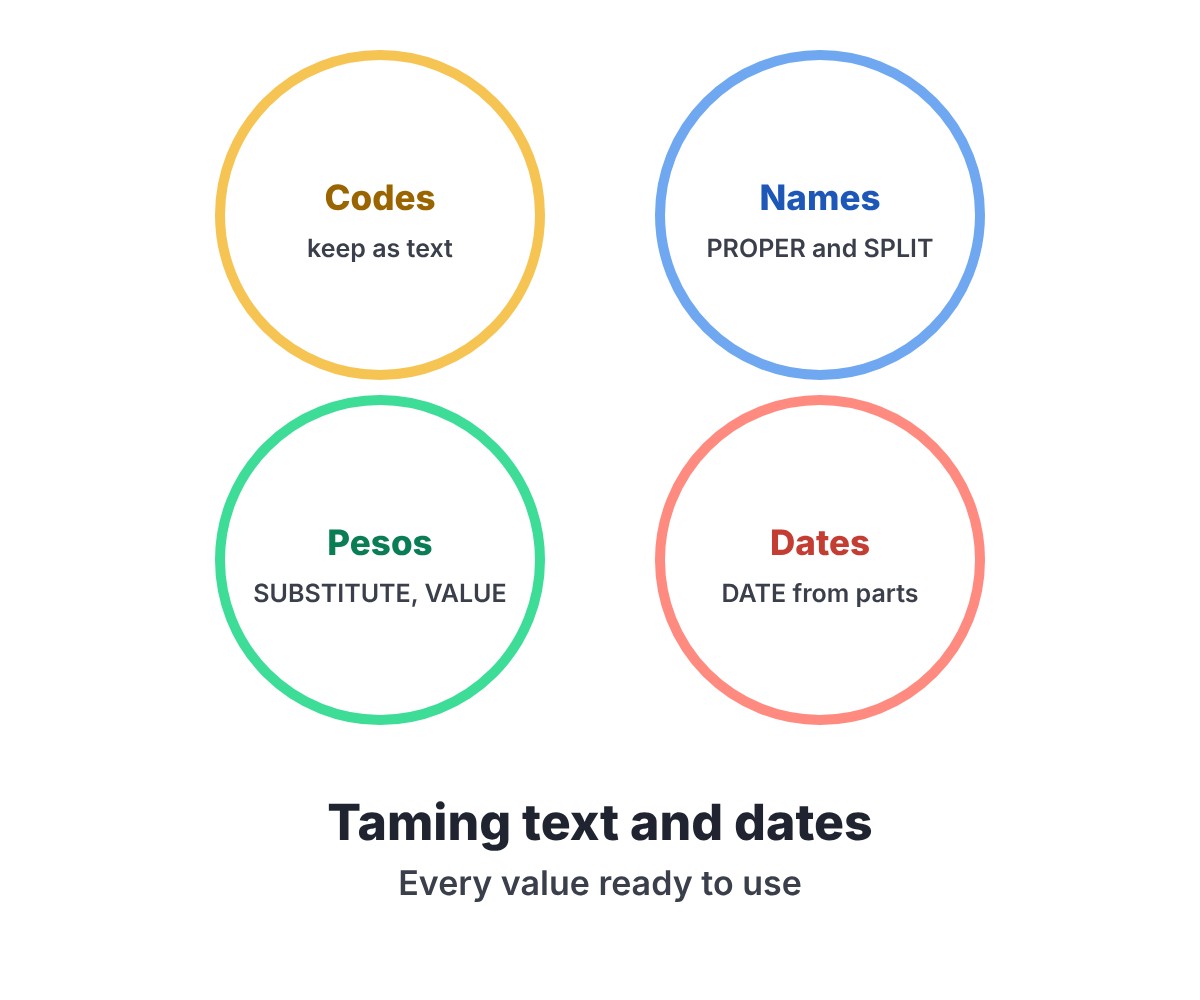 Codes
keep as text
Names
PROPER and SPLIT
Pesos
SUBSTITUTE, VALUE
Dates
DATE from parts
Taming text and dates
Every value ready to use